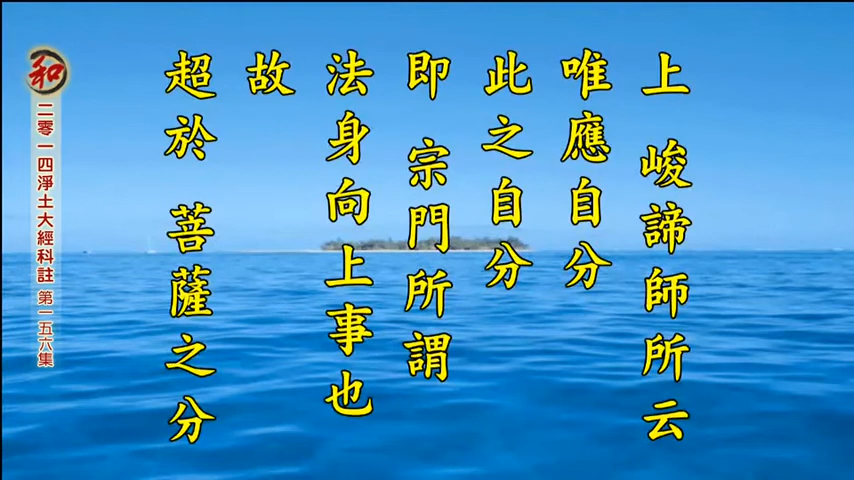 上 峻諦師所云
唯應自分
此之自分
即 宗門所謂
法身向上事也
故
超於 菩薩之分
和
二零一四淨土大經科註 第一五六集